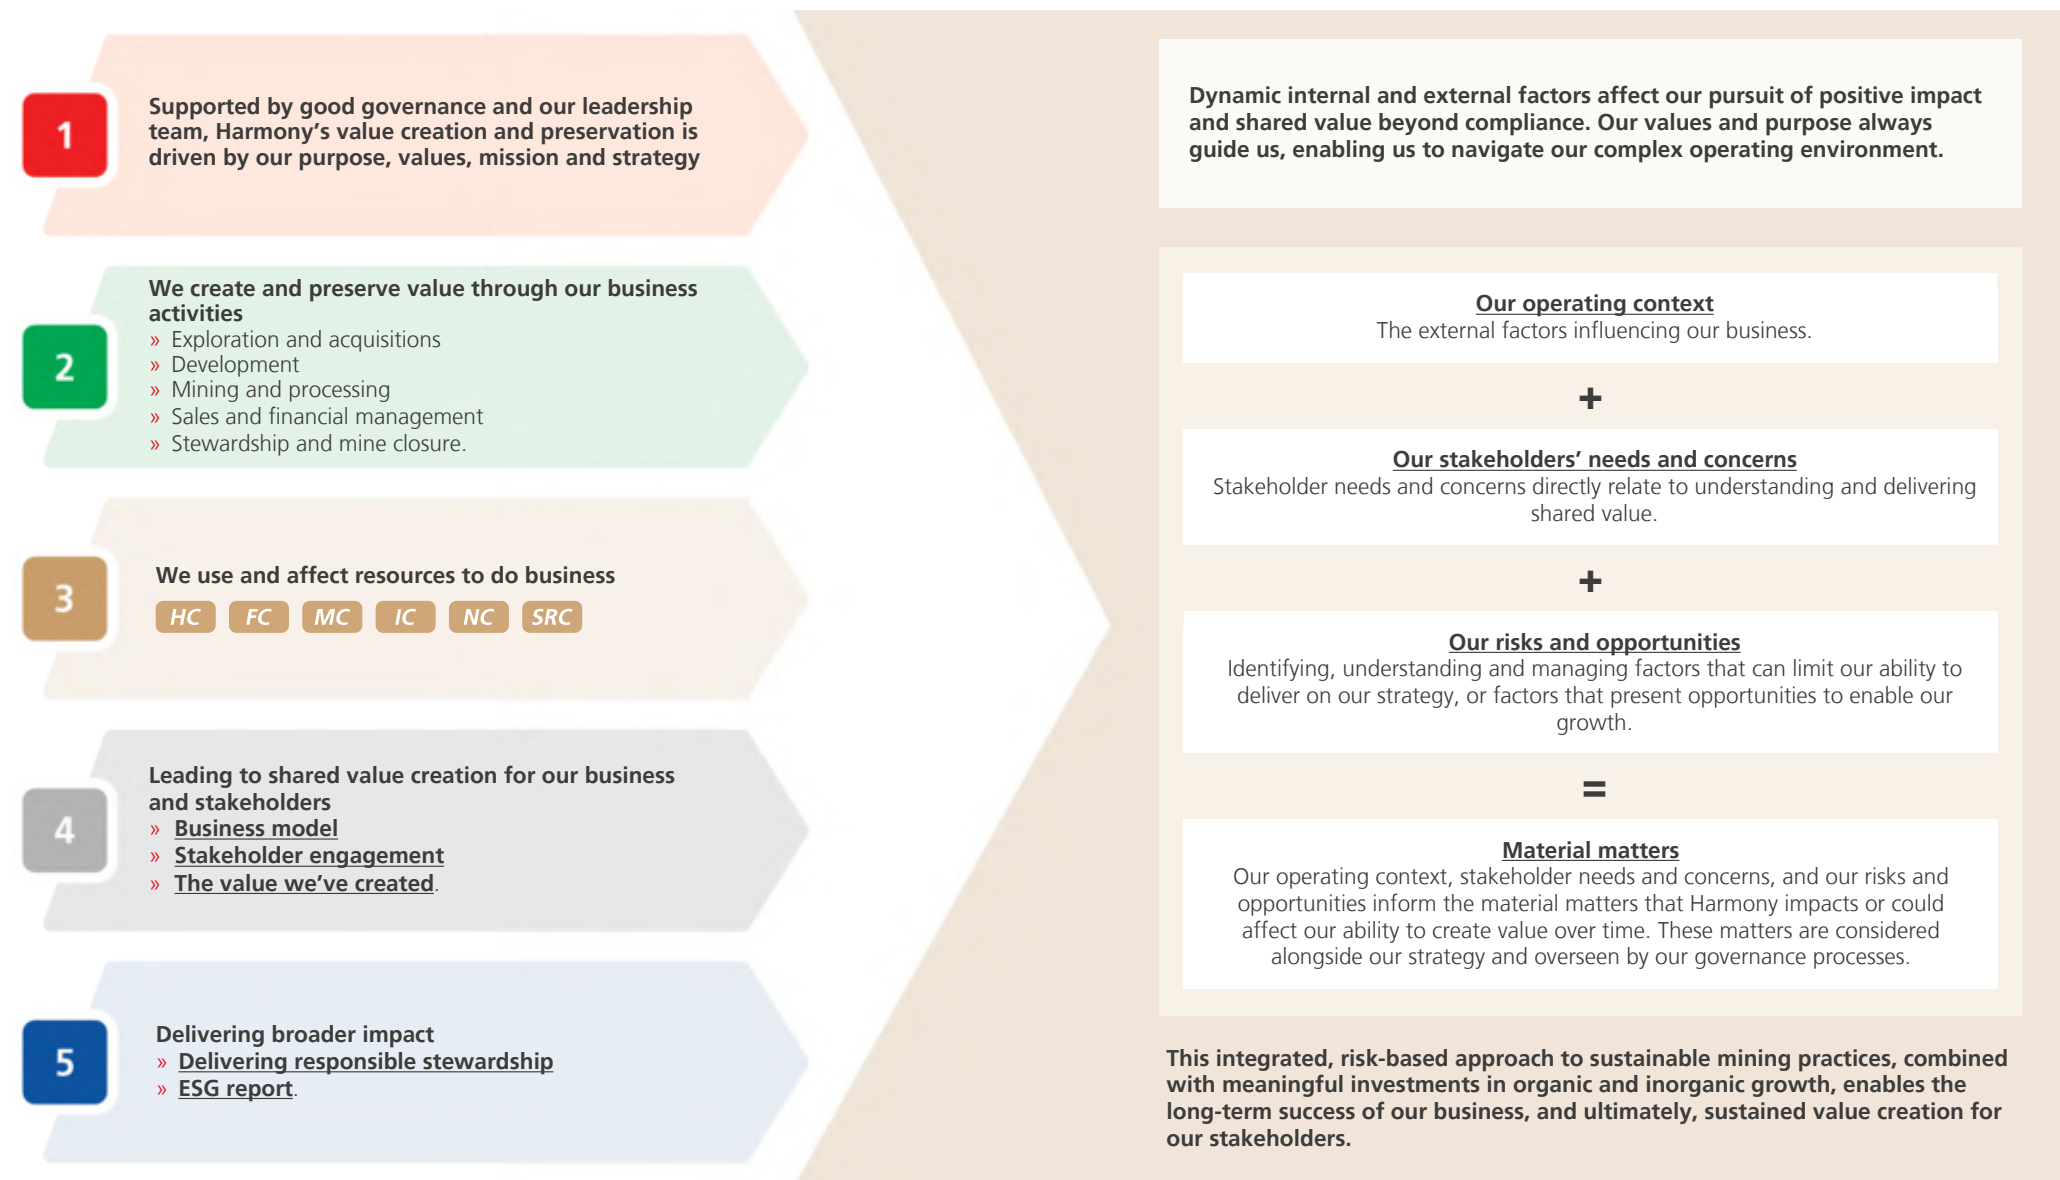 1
Supported by good governance and our leadership
team, Harmony’s value creation and preservation is
driven by our purpose, values, mission and strategy
2
We create and preserve value through our business
activities
» Exploration and acquisitions
» Development
» Mining and processing
» Sales and financial management
» Stewardship and mine closure.
3
We use and affect resources to do business
HC FC MC IC NC SRC
4
Leading to shared value creation for our business
and stakeholders
» Business model
» Stakeholder engagement
» The value we’ve created.
5
Delivering broader impact
» Delivering responsible stewardship
» ESG report.
Dynamic internal and external factors affect our pursuit of positive impact
and shared value beyond compliance. Our values and purpose always
guide us, enabling us to navigate our complex operating environment.
Our operating context
The external factors influencing our business.
+
Our stakeholders’ needs and concerns
Stakeholder needs and concerns directly relate to understanding and delivering
shared value.
+
Our risks and opportunities
Identifying, understanding and managing factors that can limit our ability to
deliver on our strategy, or factors that present opportunities to enable our
growth.
=
Material matters
Our operating context, stakeholder needs and concerns, and our risks and
opportunities inform the material matters that Harmony impacts or could
affect our ability to create value over time. These matters are considered
alongside our strategy and overseen by our governance processes.
This integrated, risk-based approach to sustainable mining practices, combined
with meaningful investments in organic and inorganic growth, enables the
long-term success of our business, and ultimately, sustained value creation for
our stakeholders.